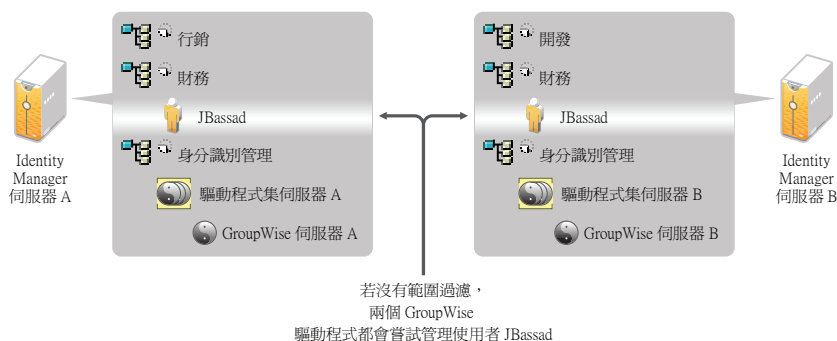 行銷
財務
JBassad
身分識別管理
驅動程式集伺服器 A
GroupWise 伺服器 A
Identity
Manager
伺服器 A
開發
財務
JBassad
身分識別管理
驅動程式集伺服器 B
GroupWise 伺服器 B
Identity
Manager
伺服器 B
若沒有範圍過濾，
兩個 GroupWise
驅動程式都會嘗試管理使用者 JBassad